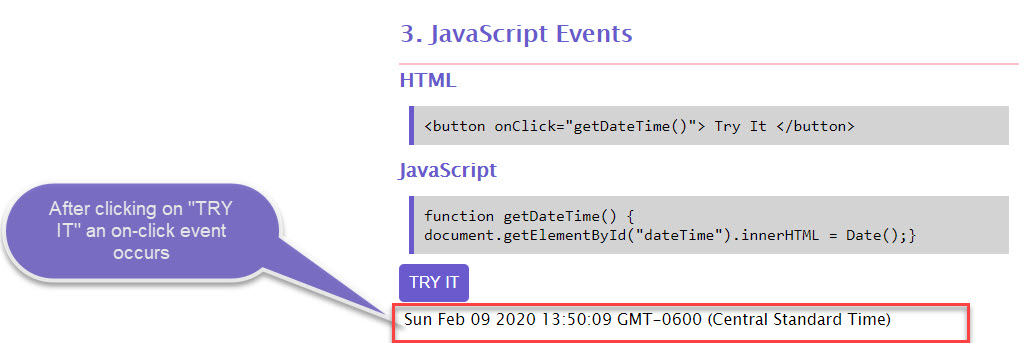 3. JavaScript Events
HTML
<button onClick="getDateTime()"> Try It </button>
JavaScript
function getDateTime() {
document.getElementById("dateTime").innerHTML = Date();}
After clicking on "TRY
IT" an on-click event
occurs
TRY IT
Sun Feb 09 2020 13:50:09 GMT-0600 (Central Standard Time)